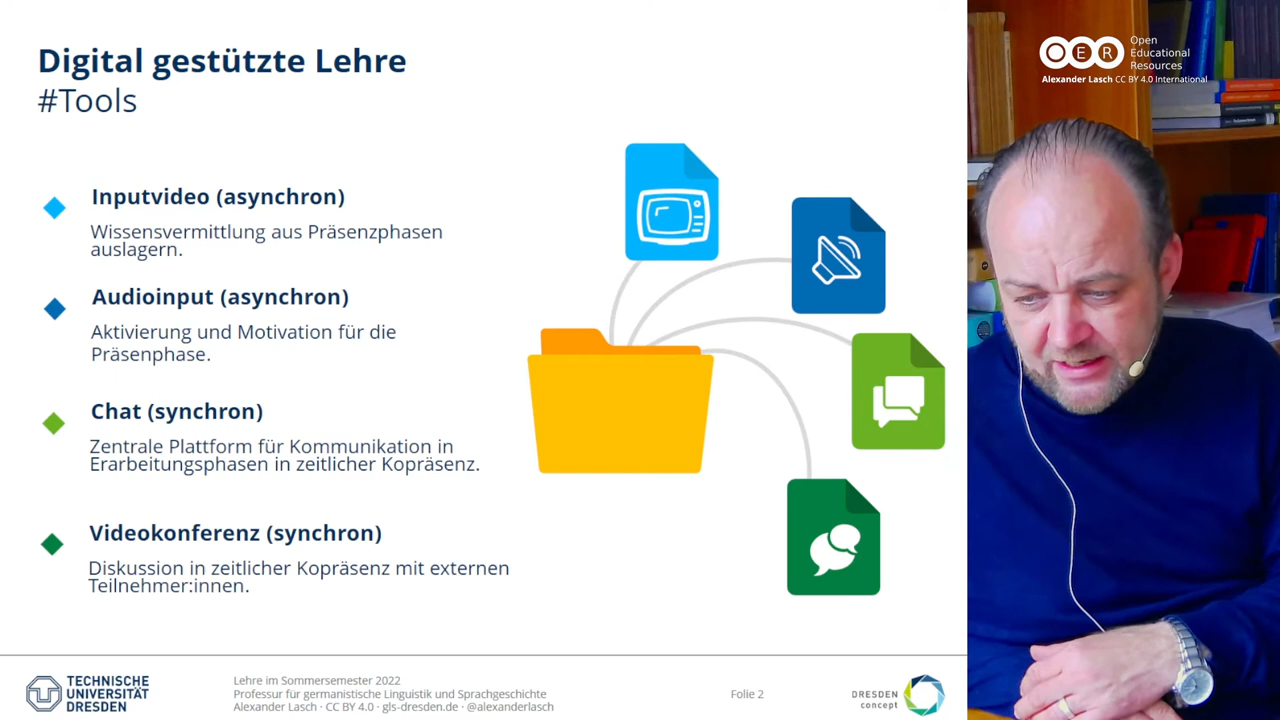 Digital gestützte Lehre
#Tools
Inputvideo (asynchron)
Wissensvermittlung aus Präsenzphasen
auslagern.
Audioinput (asynchron)
Aktivierung und Motivation für die
Präsenphase.
Chat (synchron)
Zentrale Plattform für Kommunikation in
Erarbeitungsphasen in zeitlicher Kopräsenz.
Videokonferenz (synchron)
Diskussion in zeitlicher Kopräsenz mit externen
Teilnehmer:innen.
TECHNISCHE
UNIVERSITÄT
DRESDEN
Lehre im Sommersemester 2022
Professur für germanistische Linguistik und Sprachgeschichte
Alexander Lasch · CC BY 4.0 · gls-dresden.de · @alexanderlasch
Folie 2
DRESDEN
concept
OER
Open
Educational
Resources
Alexander Lasch CC BY 4.0 International